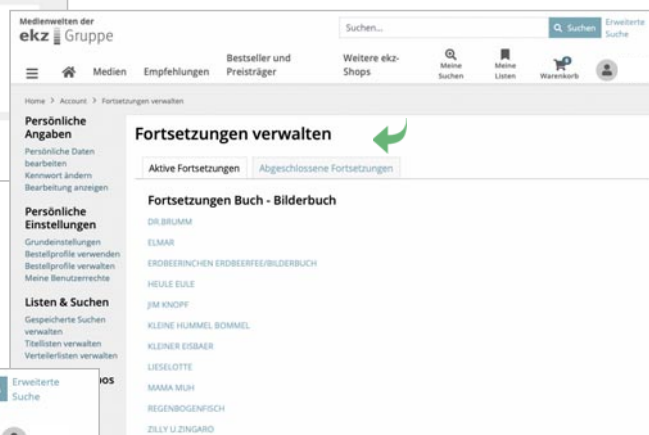 Medienwelten der
ekz Gruppe
Suchen...
Suchen
Erweiterte
Suche
Medien
Empfehlungen
Bestseller und
Preisträger
Weitere ekz-
Shops
Meine
Suchen
Meine
Listen
Warenkorb
Home > Account > Fortsetzungen verwalten
Persönliche
Angaben
Persönliche Daten
bearbeiten
Kennwort ändern
Bearbeitung anzeigen
Persönliche
Einstellungen
Grundeinstellungen
Bestellprofile verwenden
Bestellprofile verwalten
Meine Benutzerrechte
Listen & Suchen
Gespeicherte Suchen
verwalten
Titellisten verwalten
Verteilerlisten verwalten
Fortsetzungen verwalten
Aktive Fortsetzungen
Abgeschlossene Fortsetzungen
Fortsetzungen Buch - Bilderbuch
DR.BRUMM
ELMAR
ERDBEERINCHEN ERDBEERFEE/BILDERBUCH
HEULE EULE
JIM KNOPF
KLEINE HUMMEL BOMMEL
KLEINER EISBAER
LIESELOTTE
MAMA MUH
REGENBOGENFISCH
ZILLY U.ZINGARO
Erweiterte
Suche